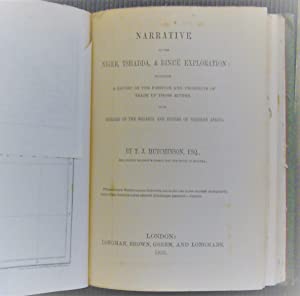 NARRATIVE
OF THE
NIGER, TSHADDA, & BINUË EXPLORATION
INCLUDING
A REPORT ON THE POSITION AND PROSPECTS OF
TRADE UP THOSE RIVERS
WITH
REMARKS ON THE MALARIA AND FEVERS OF WESTERN AFRICA
BY T. J. HUTCHINSON, ESQ.,
LONDON:
LONGMAN, BROWN, GREEN, AND LONGMANS,